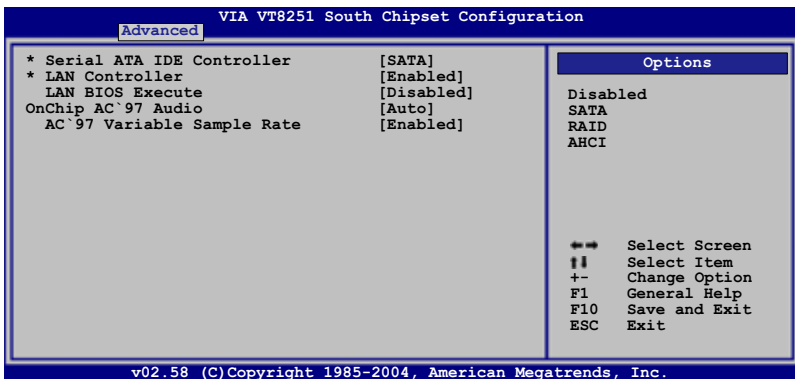 VIA VT8251 South Chipset Configuration
Advanced
* Serial ATA IDE Controller [SATA]
* LAN Controller [Enabled]
LAN BIOS Execute [Disabled]
OnChip AC`97 Audio [Auto]
AC`97 Variable Sample Rate [Enabled]
Options
Disabled
SATA
RAID
AHCI
←→ Select Screen
↑↓ Select Item
+- Change Option
F1 General Help
F10 Save and Exit
ESC Exit
v02.58 (C)Copyright 1985-2004, American Megatrends, Inc.